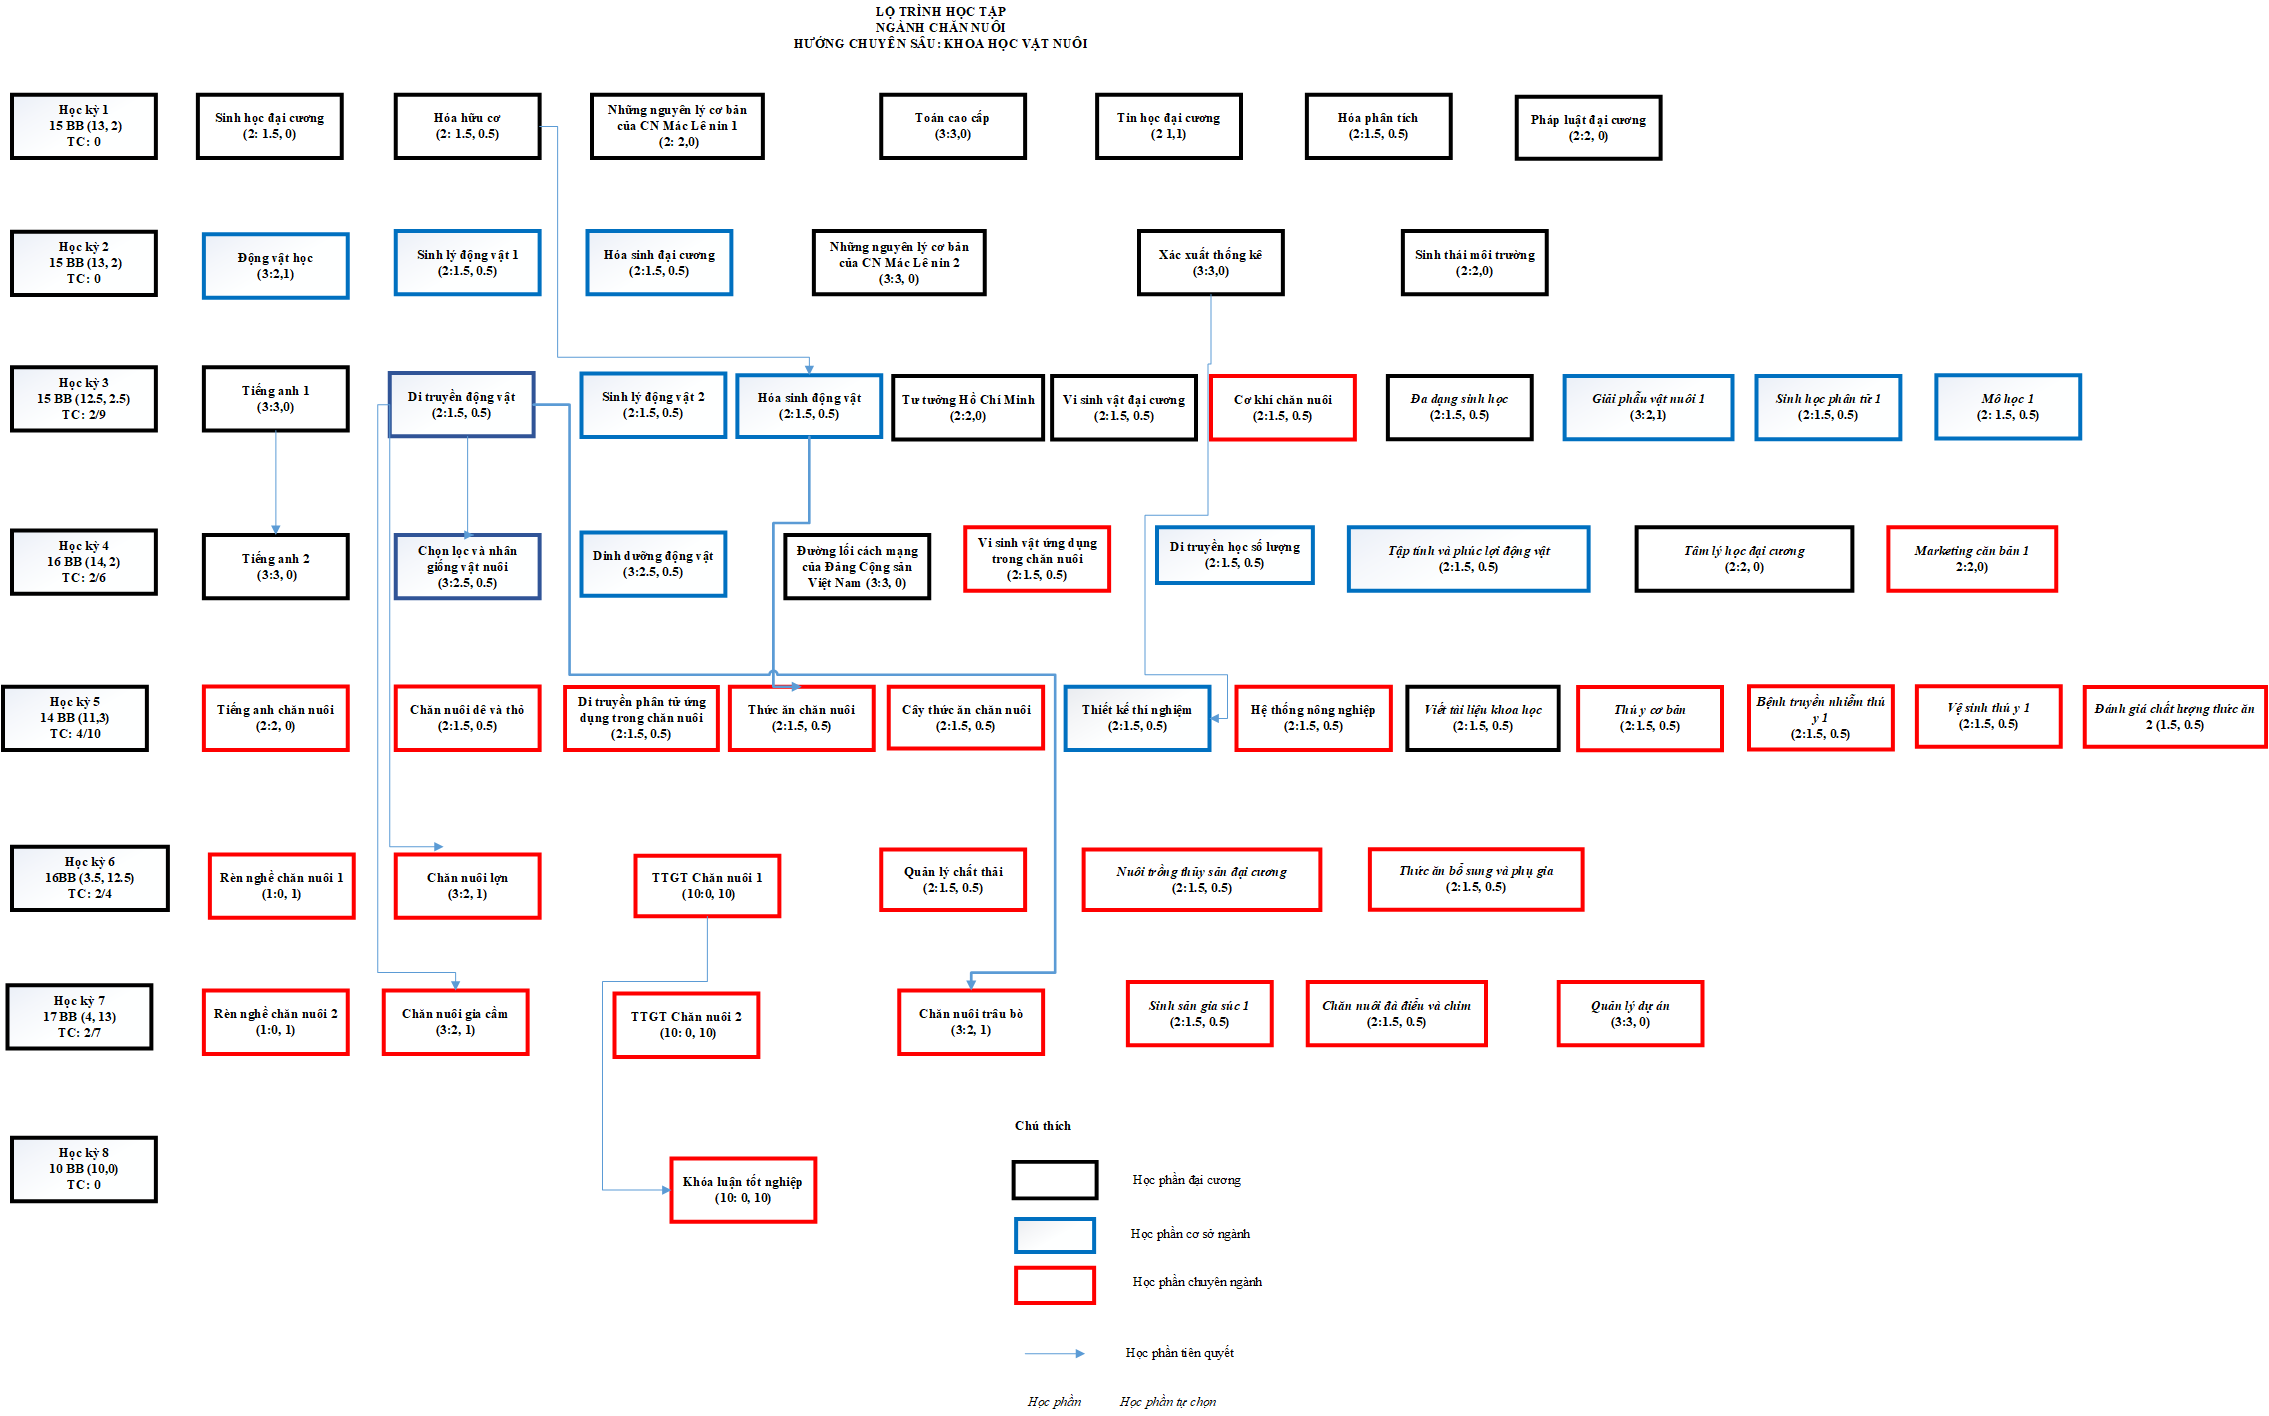 LỘ TRÌNH HỌC TẬP
NGÀNH CHĂN NUÔI
HƯỚNG CHUYÊN SÂU: KHOA HỌC VẬT NUÔI
Học kỳ 1
15 BB (13, 2)
TC: 0
Sinh học đại cương
(2: 1.5, 0)
Hóa hữu cơ
(2: 1.5, 0.5)
Những nguyên lý cơ bản
của CN Mác Lê nin 1
(2: 2,0)
Toán cao cấp
(3:3,0)
Tin học đại cương
(2 1,1)
Hóa phân tích
(2:1.5, 0.5)
Pháp luật đại cương
(2:2, 0)
Học kỳ 2
15 BB (13, 2)
TC: 0
Động vật học
(3:2,1)
Sinh lý động vật 1
(2:1.5, 0.5)
Hóa sinh đại cương
(2:1.5, 0.5)
Những nguyên lý cơ bản
của CN Mác Lê nin 2
(3:3, 0)
Xác xuất thống kê
(3:3,0)
Sinh thái môi trường
(2:2,0)
Học kỳ 3
15 BB (12.5, 2.5)
TC: 2/9
Tiếng anh 1
(3:3,0)
Di truyền động vật
(2:1.5, 0.5)
Sinh lý động vật 2
(2:1.5, 0.5)
Hóa sinh động vật
(2:1.5, 0.5)
Tư tưởng Hồ Chí Minh
(2:2,0)
Vi sinh vật đại cương
(2:1.5, 0.5)
Cơ khí chăn nuôi
(2:1.5, 0.5)
Đa dạng sinh học
(2:1.5, 0.5)
Giải phẫu vật nuôi 1
(3:2,1)
Sinh học phân tử 1
(2:1.5, 0.5)
Mô học 1
(2: 1.5, 0.5)
Học kỳ 4
16 BB (14, 2)
TC: 2/6
Tiếng anh 2
(3:3, 0)
Chọn lọc và nhân
giống vật nuôi
(3:2.5, 0.5)
Dinh dưỡng động vật
(3:2.5, 0.5)
Đường lối cách mạng
của Đảng Cộng sản
Việt Nam (3:3, 0)
Vi sinh vật ứng dụng
trong chăn nuôi
(2:1.5, 0.5)
Di truyền học số lượng
(2:1.5, 0.5)
Tập tính và phúc lợi động vật
(2:1.5, 0.5)
Tâm lý học đại cương
(2:2, 0)
Marketing căn bản 1
2:2,0)
Học kỳ 5
14 BB (11,3)
TC: 4/10
Tiếng anh chăn nuôi
(2:2, 0)
Chăn nuôi dê và thỏ
(2:1.5, 0.5)
Di truyền phân tử ứng
dụng trong chăn nuôi
(2:1.5, 0.5)
Thức ăn chăn nuôi
(2:1.5, 0.5)
Cây thức ăn chăn nuôi
(2:1.5, 0.5)
Thiết kế thí nghiệm
(2:1.5, 0.5)
Hệ thống nông nghiệp
(2:1.5, 0.5)
Viết tài liệu khoa học
(2:1.5, 0.5)
Thú y cơ bản
(2:1.5, 0.5)
Bệnh truyền nhiễm thú
y 1
(2:1.5, 0.5)
Vệ sinh thú y 1
(2:1.5, 0.5)
Đánh giá chất lượng thức ăn
2 (1.5, 0.5)
Học kỳ 6
16BB (3.5, 12.5)
TC: 2/4
Rèn nghề chăn nuôi 1
(1:0, 1)
Chăn nuôi lợn
(3:2, 1)
TTGT Chăn nuôi 1
(10:0, 10)
Quản lý chất thải
(2:1.5, 0.5)
Nuôi trồng thủy sản đại cương
(2:1.5, 0.5)
Thức ăn bổ sung và phụ gia
(2:1.5, 0.5)
Học kỳ 7
17 BB (4, 13)
TC: 2/7
Rèn nghề chăn nuôi 2
(1:0, 1)
Chăn nuôi gia cầm
(3:2, 1)
TTGT Chăn nuôi 2
(10: 0, 10)
Chăn nuôi trâu bò
(3:2, 1)
Sinh sản gia súc 1
(2:1.5, 0.5)
Chăn nuôi đà điểu và chim
(2:1.5, 0.5)
Quản lý dự án
(3:3, 0)
Học kỳ 8
10 BB (10,0)
TC: 0
Khóa luận tốt nghiệp
(10: 0, 10)
Chú thích
Học phần đại cương
Học phần cơ sở ngành
Học phần chuyên ngành
Học phần tiên quyết
Học phần Học phần tự chọn